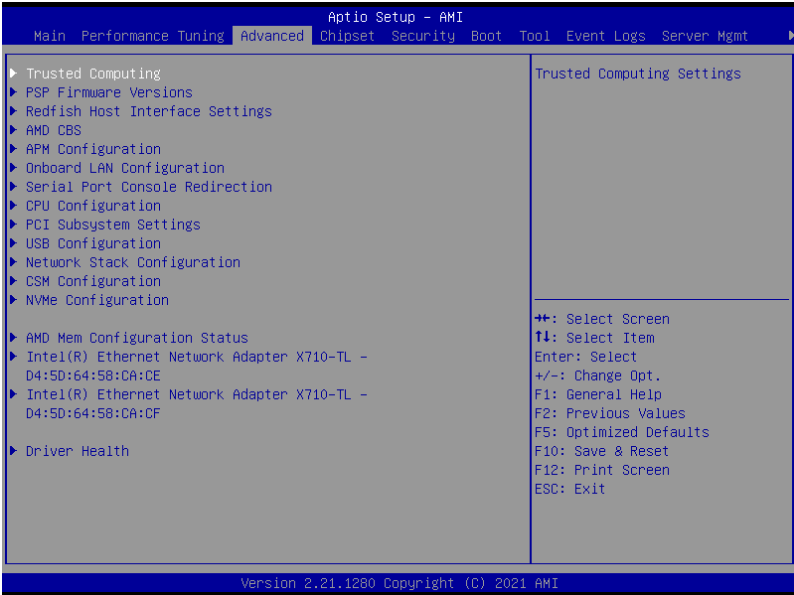 Aptio Setup – AMI
Main Performance Tuning Advanced Chipset Security Boot Tool Event Logs Server Mgmt
Trusted Computing
PSP Firmware Versions
Redfish Host Interface Settings
AMD CBS
APM Configuration
Onboard LAN Configuration
Serial Port Console Redirection
CPU Configuration
PCI Subsystem Settings
USB Configuration
Network Stack Configuration
CSM Configuration
NVMe Configuration
AMD Mem Configuration Status
Intel(R) Ethernet Network Adapter X710-TL –
D4:5D:64:58:CA:CE
Intel(R) Ethernet Network Adapter X710-TL –
D4:5D:64:58:CA:CF
Driver Health
Trusted Computing Settings
→←: Select Screen
↑↓: Select Item
Enter: Select
+/-: Change Opt.
F1: General Help
F2: Previous Values
F5: Optimized Defaults
F10: Save & Reset
F12: Print Screen
ESC: Exit
Version 2.21.1280 Copyright (C) 2021 AMI